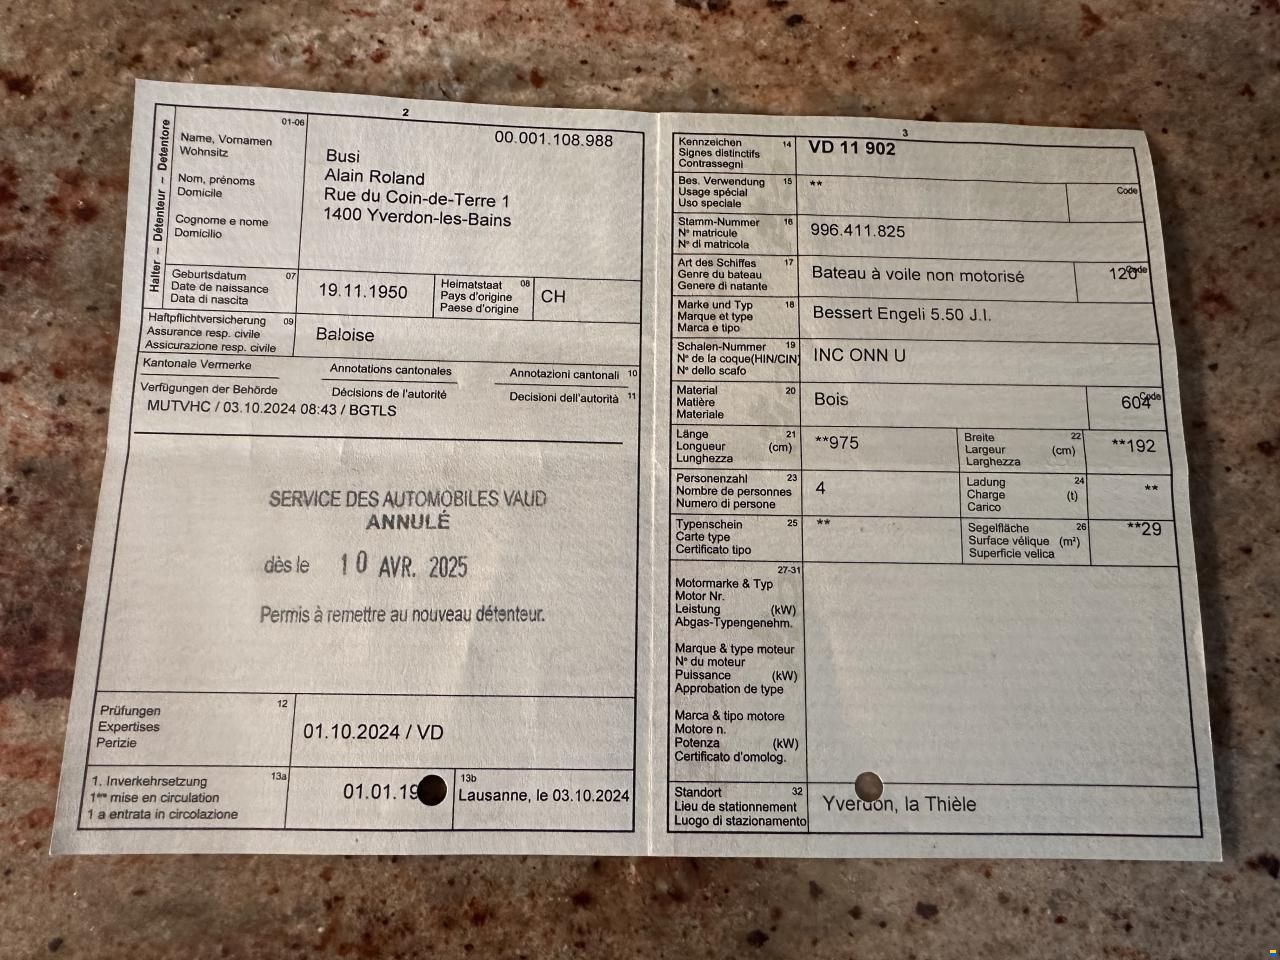 2
01-06
00.001.108.988
Halter – Détenteur – Detentore
Name, Vornamen
Wohnsitz
Nom, prénoms
Domicile
Cognome e nome
Domicilio
Busi
Alain Roland
Rue du Coin-de-Terre 1
1400 Yverdon-les-Bains
Geburtsdatum 07
Date de naissance
Data di nascita
19.11.1950
Heimatstaat 08
Pays d'origine
Paese d'origine
CH
Haftpflichtversicherung 09
Assurance resp. civile
Assicurazione resp. civile
Baloise
Kantonale Vermerke Annotations cantonales Annotazioni cantonali 10
Verfügungen der Behörde Décisions de l'autorité Decisioni dell'autorità 11
MUTVHC / 03.10.2024 08:43 / BGTLS
SERVICE DES AUTOMOBILES VAUD
ANNULÉ
dès le 10 AVR. 2025
Permis à remettre au nouveau détenteur.
Prüfungen 12
Expertises
Perizie
01.10.2024 / VD
1. Inverkehrsetzung 13a
1ère mise en circulation
1 a entrata in circolazione
01.01.19
13b
Lausanne, le 03.10.2024
3
Kennzeichen 14
Signes distinctifs
Contrassegni
VD 11 902
Bes. Verwendung 15
Usage spécial
Uso speciale
**
Code
Stamm-Nummer 16
N° matricule
N° di matricola
996.411.825
Art des Schiffes 17
Genre du bateau
Genere di natante
Bateau à voile non motorisé
120
Code
Marke und Typ 18
Marque et type
Marca e tipo
Bessert Engeli 5.50 J.I.
Schalen-Nummer 19
N° de la coque(HIN/CIN)
N° dello scafo
INC ONN U
Material 20
Matière
Materiale
Bois
604
Code
Länge 21
Longueur (cm)
Lunghezza
**975
Breite 22
Largeur (cm)
Larghezza
**192
Personenzahl 23
Nombre de personnes
Numero di persone
4
Ladung 24
Charge (t)
Carico
**
Typenschein 25
Carte type
Certificato tipo
**
Segelfläche 26
Surface vélique (m²)
Superficie velica
**29
27-31
Motormarke & Typ
Motor Nr.
Leistung (kW)
Abgas-Typengenehm.
Marque & type moteur
N° du moteur
Puissance (kW)
Approbation de type
Marca & tipo motore
Motore n.
Potenza (kW)
Certificato d'omolog.
Standort 32
Lieu de stationnement
Luogo di stazionamento
Yverdon, la Thièle